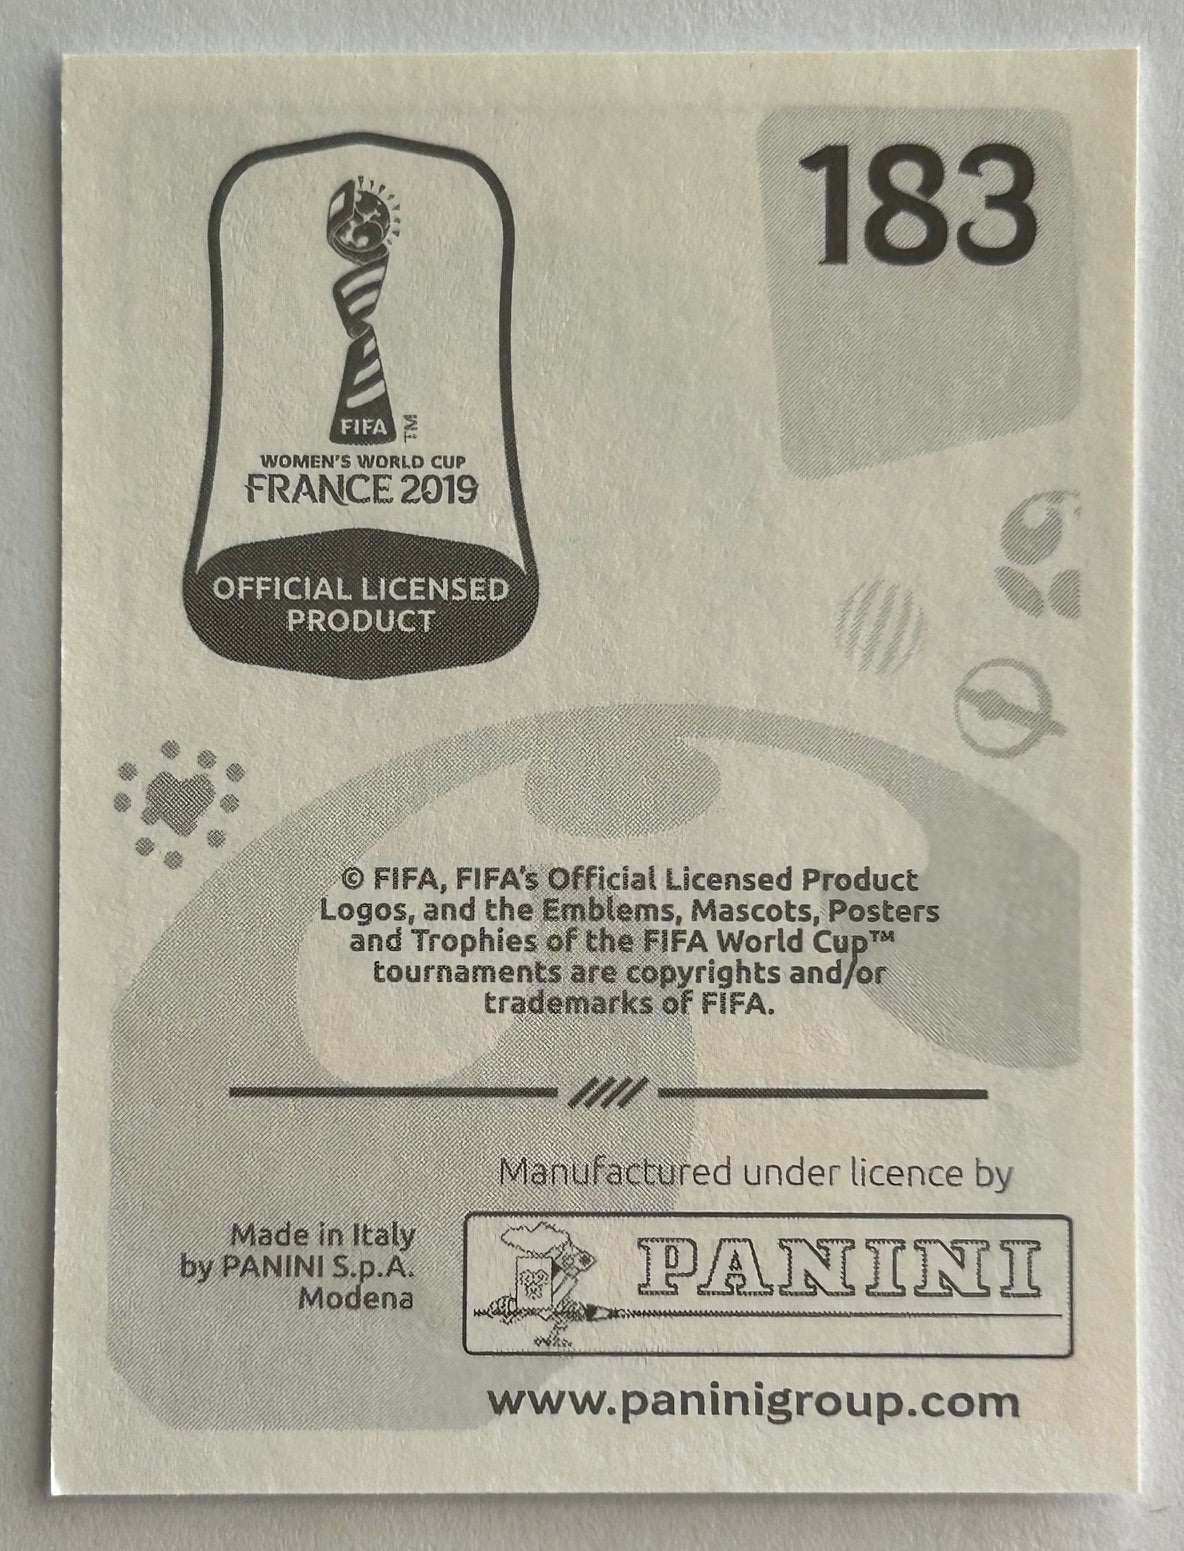 183
FIFA
TM
WOMEN'S WORLD CUP
FRANCE 2019
OFFICIAL LICENSED
PRODUCT
© FIFA, FIFA's Official Licensed Product
Logos, and the Emblems, Mascots, Posters
and Trophies of the FIFA World Cup™
tournaments are copyrights and/or
trademarks of FIFA.
Manufactured under licence by
Made in Italy
by PANINI S.p.A.
Modena
PANINI
www.paninigroup.com